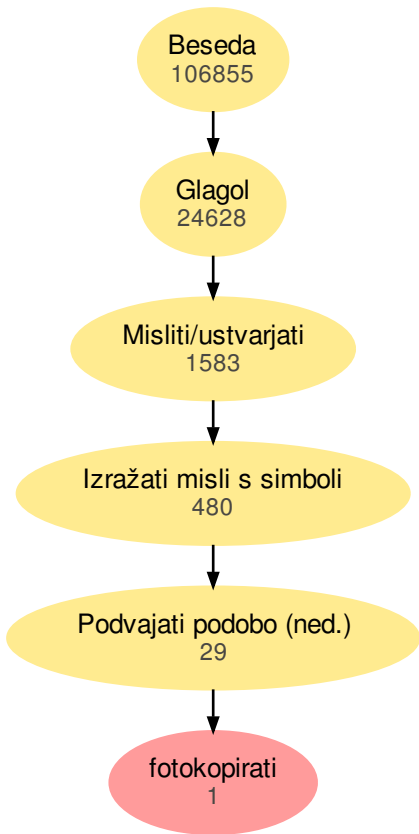 Beseda
106855
Glagol
24628
Misliti/ustvarjati
1583
Izražati misli s simboli
480
Podvajati podobo (ned.)
29
fotokopirati
1